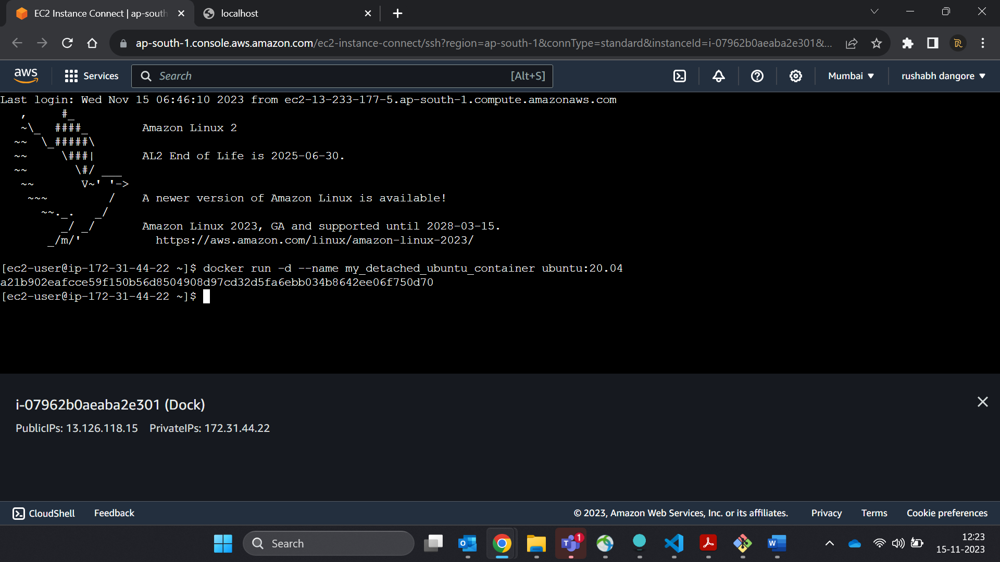 EC2 Instance Connect | ap-south
localhost
ap-south-1.console.aws.amazon.com/ec2-instance-connect/ssh?region=ap-south-1&connType=standard&instanceId=i-07962b0aeaba2e301&...
aws
Services
Search
[Alt+S]
Mumbai
rushabh dangore
Last login: Wed Nov 15 06:46:10 2023 from ec2-13-233-177-5.ap-south-1.compute.amazonaws.com
   ,     #_
   ~\_  ####_        Amazon Linux 2
  ~~  \_#####\
  ~~     \###|       AL2 End of Life is 2025-06-30.
  ~~       \#/ ___
   ~~       V~' '->
    ~~~         /    A newer version of Amazon Linux is available!
      ~~._.   _/
         _/ _/       Amazon Linux 2023, GA and supported until 2028-03-15.
       _/m/'           https://aws.amazon.com/linux/amazon-linux-2023/
[ec2-user@ip-172-31-44-22 ~]$ docker run -d --name my_detached_ubuntu_container ubuntu:20.04
a21b902eafcce59f150b56d8504908d97cd32d5fa6ebb034b8642ee06f750d70
[ec2-user@ip-172-31-44-22 ~]$
i-07962b0aeaba2e301 (Dock)
PublicIPs: 13.126.118.15 PrivateIPs: 172.31.44.22
CloudShell
Feedback
© 2023, Amazon Web Services, Inc. or its affiliates.
Privacy
Terms
Cookie preferences
Search
1
12:23
15-11-2023